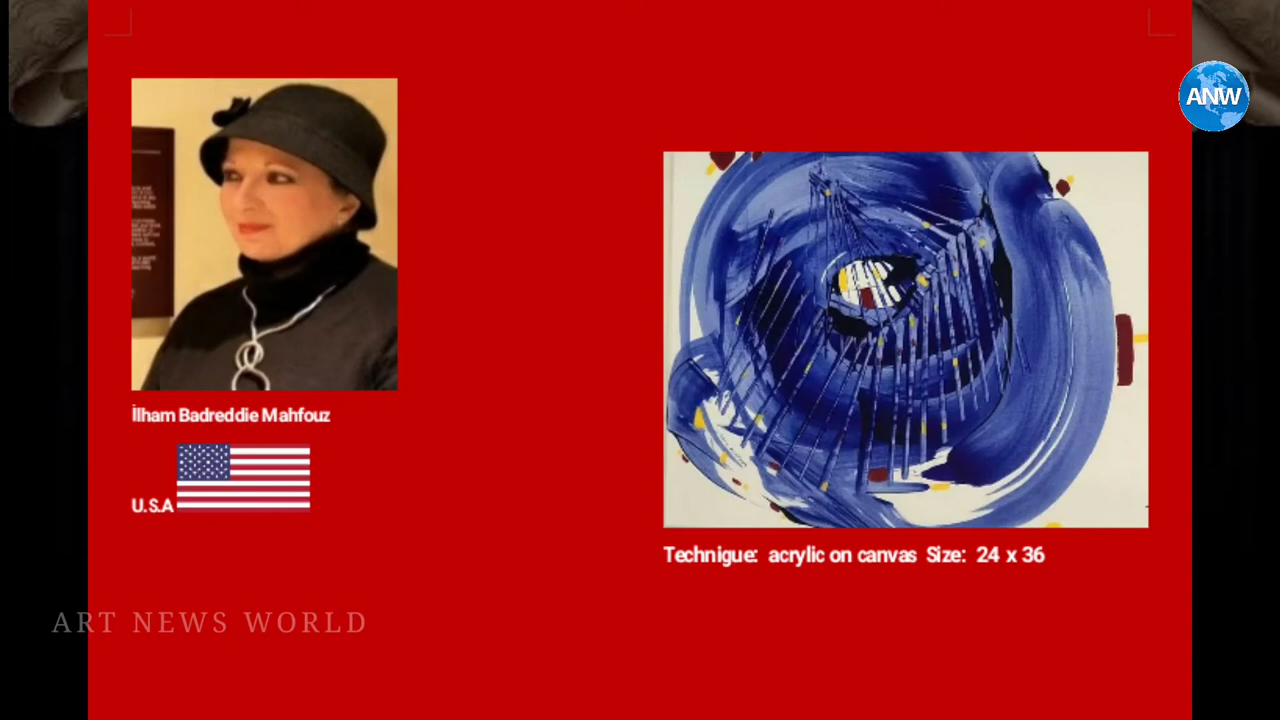 ANW
İlham Badreddie Mahfouz
U.S.A
Technigue: acrylic on canvas Size: 24 x 36
ART NEWS WORLD